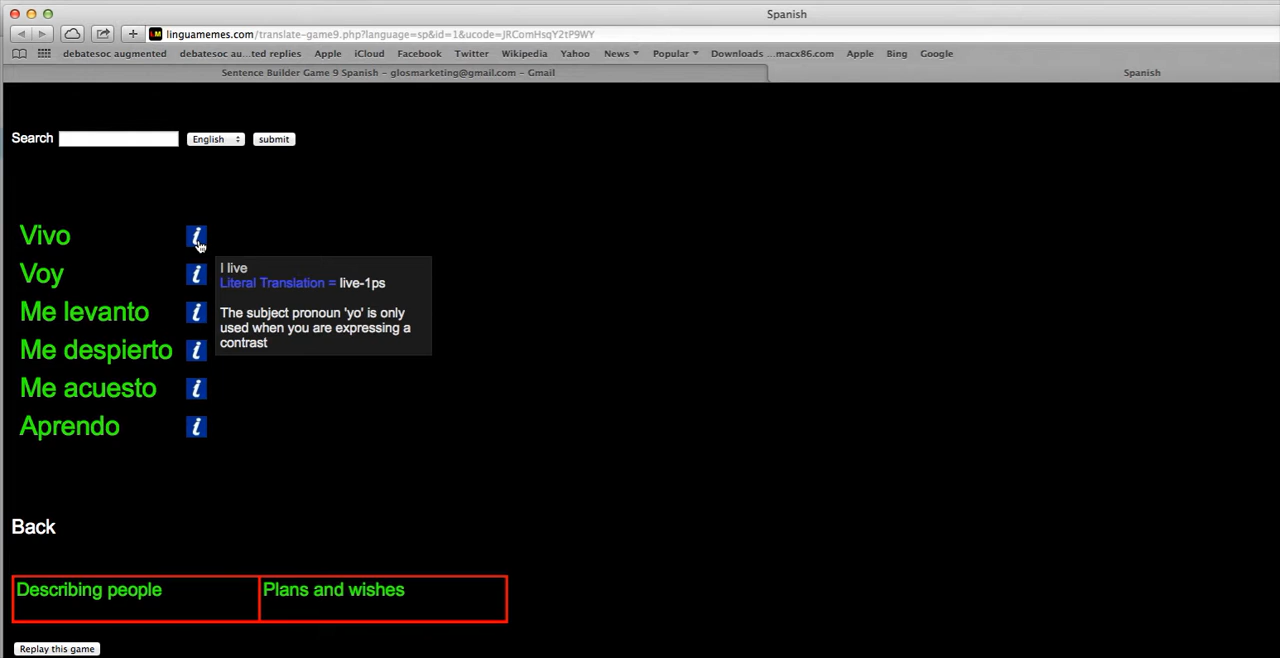 Spanish
linguamemes.com/translate-game9.php?language=sp&id=1&ucode=JRComHsqY2tP9WY
debatesoc augmented debatesoc au...ted replies Apple iCloud Facebook Twitter Wikipedia Yahoo News Popular Downloads ...macx86.com Apple Bing Google
Sentence Builder Game 9 Spanish – glosmarketing@gmail.com – Gmail Spanish
Search English submit
Vivo i
I live
Literal Translation = live-1ps
The subject pronoun 'yo' is only
used when you are expressing a
contrast
Voy i
Me levanto i
Me despierto i
Me acuesto i
Aprendo i
Back
Describing people Plans and wishes
Replay this game